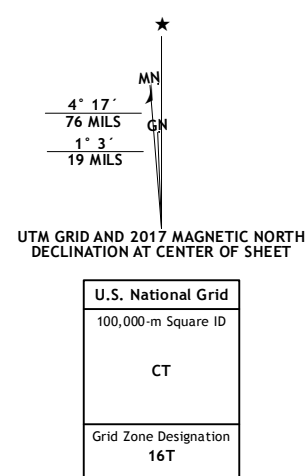 ★
MN
4° 17´
76 MILS
GN
1° 3´
19 MILS
UTM GRID AND 2017 MAGNETIC NORTH
DECLINATION AT CENTER OF SHEET
U.S. National Grid
100,000-m Square ID
CT
Grid Zone Designation
16T